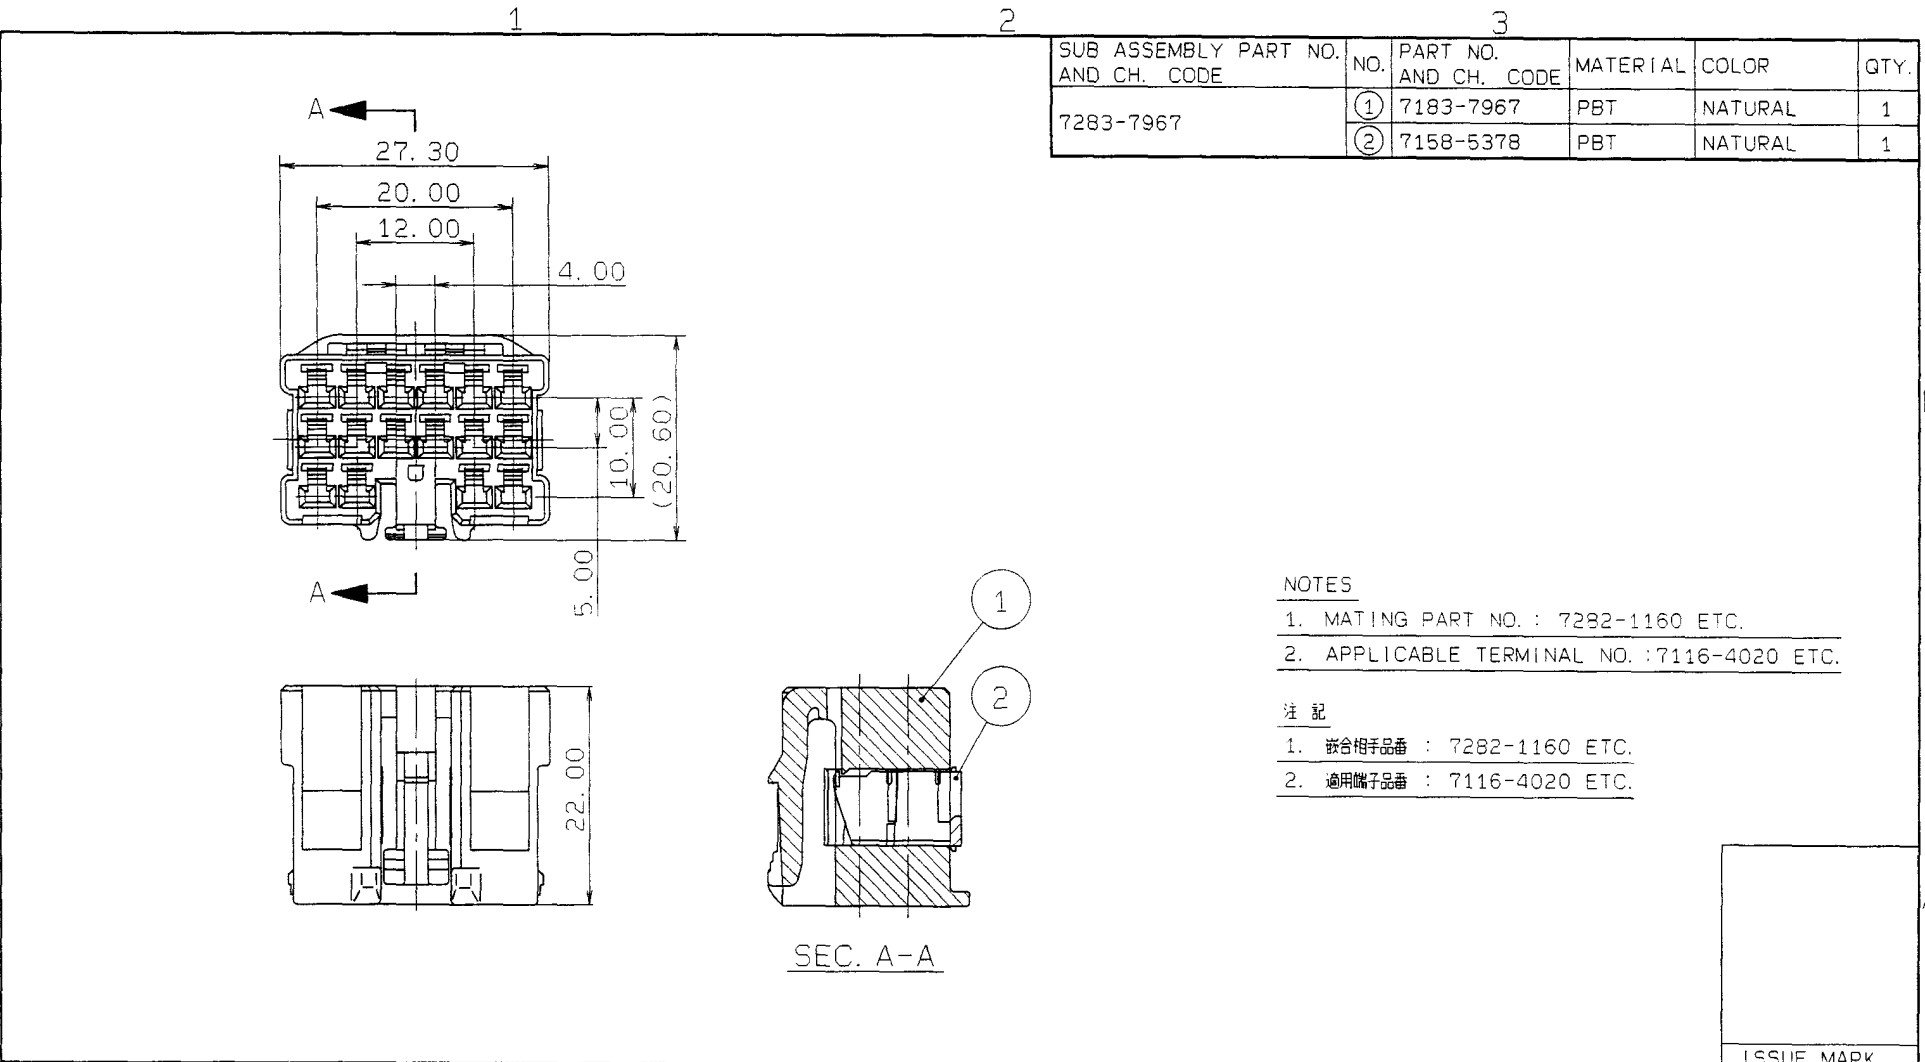 1 2 3
SUB ASSEMBLY PART NO. AND CH. CODE NO. PART NO. AND CH. CODE MATERIAL COLOR QTY.
7283-7967
① 7183-7967 PBT NATURAL 1
② 7158-5378 PBT NATURAL 1
A
27.30
20.00
12.00
4.00
10.00
(20.60)
5.00
A
22.00
1
2
SEC. A-A
NOTES
1. MATING PART NO. : 7282-1160 ETC.
2. APPLICABLE TERMINAL NO. :7116-4020 ETC.
注 記
1. 嵌合相手品番 : 7282-1160 ETC.
2. 適用端子品番 : 7116-4020 ETC.
ISSUE MARK